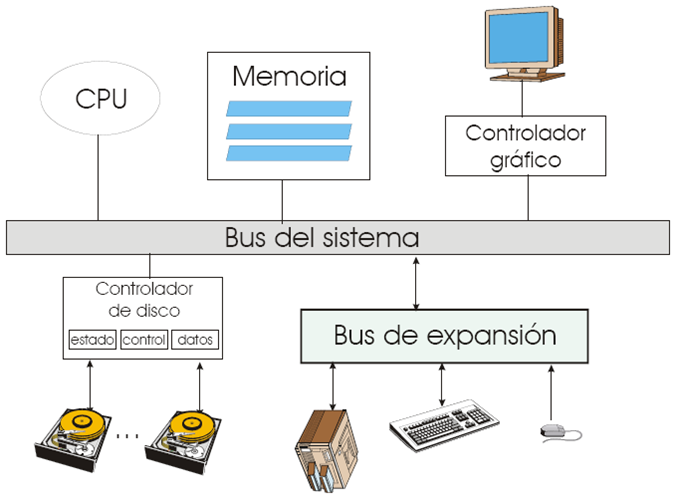 CPU
Memoria
Controlador
gráfico
Bus del sistema
Controlador
de disco
estado control datos
Bus de expansión
...